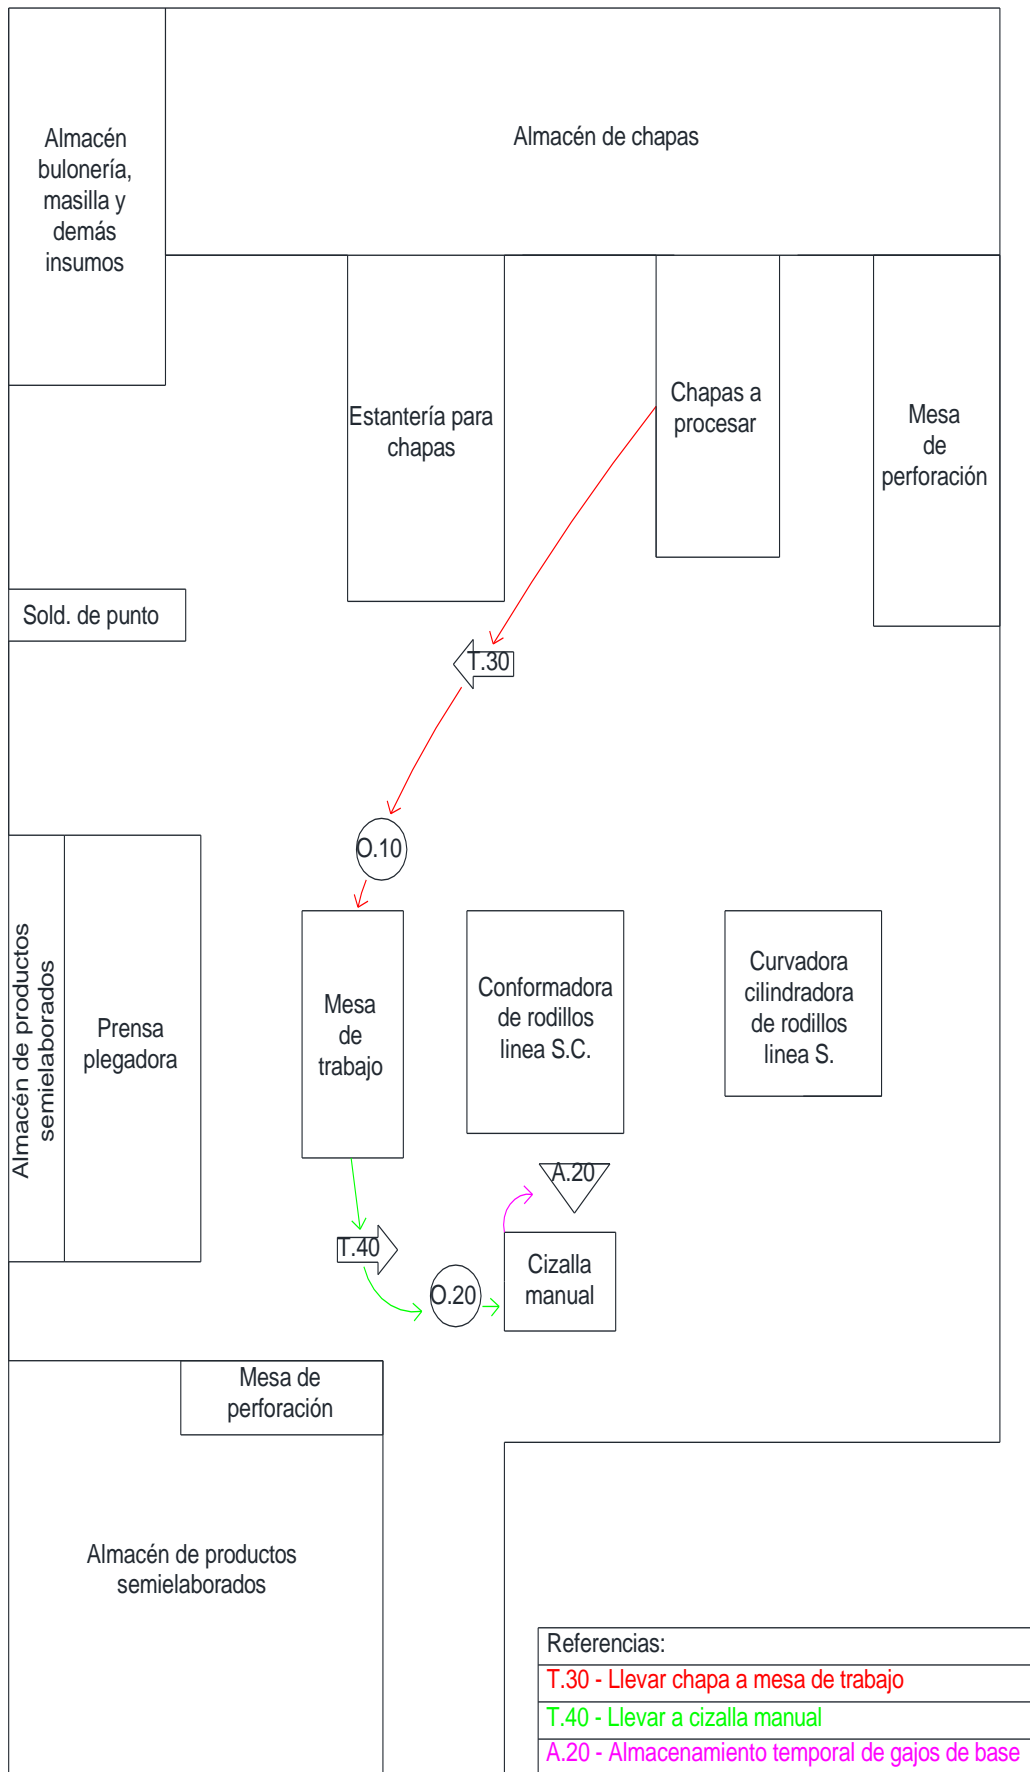 Almacén
bulonería,
masilla y
demás
insumos
Almacén de chapas
Estantería para
chapas
Chapas a
procesar
Mesa
de
perforación
Sold. de punto
T.30
O.10
Almacén de productos
semielaborados
Prensa
plegadora
Mesa
de
trabajo
Conformadora
de rodillos
linea S.C.
Curvadora
cilindradora
de rodillos
linea S.
A.20
T.40
O.20
Cizalla
manual
Mesa de
perforación
Almacén de productos
semielaborados
Referencias:
T.30 - Llevar chapa a mesa de trabajo
T.40 - Llevar a cizalla manual
A.20 - Almacenamiento temporal de gajos de base